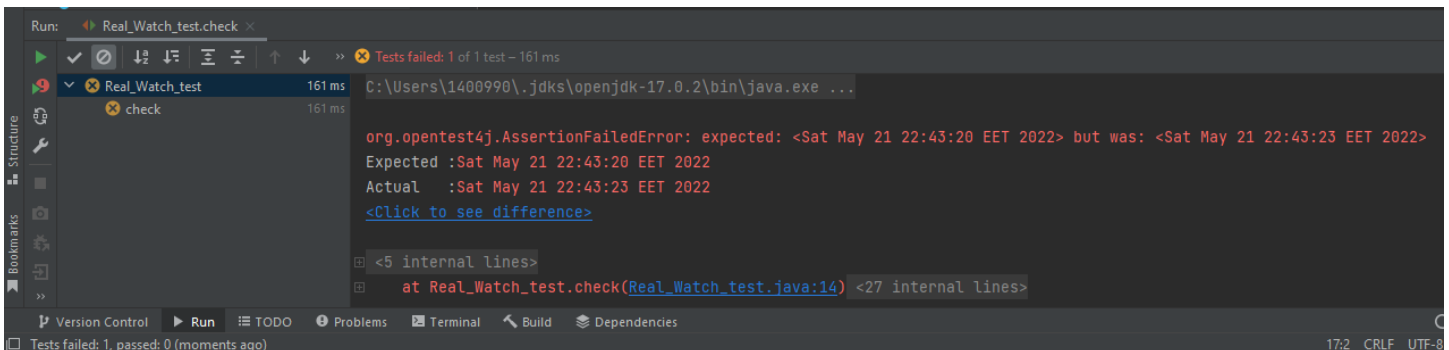 Run: Real_Watch_test.check
Tests failed: 1 of 1 test – 161 ms
Real_Watch_test 161 ms
check 161 ms
C:\Users\1400990\.jdks\openjdk-17.0.2\bin\java.exe ...
org.opentest4j.AssertionFailedError: expected: <Sat May 21 22:43:20 EET 2022> but was: <Sat May 21 22:43:23 EET 2022>
Expected :Sat May 21 22:43:20 EET 2022
Actual :Sat May 21 22:43:23 EET 2022
<Click to see difference>
<5 internal lines>
at Real_Watch_test.check(Real_Watch_test.java:14) <27 internal lines>
Structure
Bookmarks
Version Control Run TODO Problems Terminal Build Dependencies
Tests failed: 1, passed: 0 (moments ago) 17:2 CRLF UTF-8